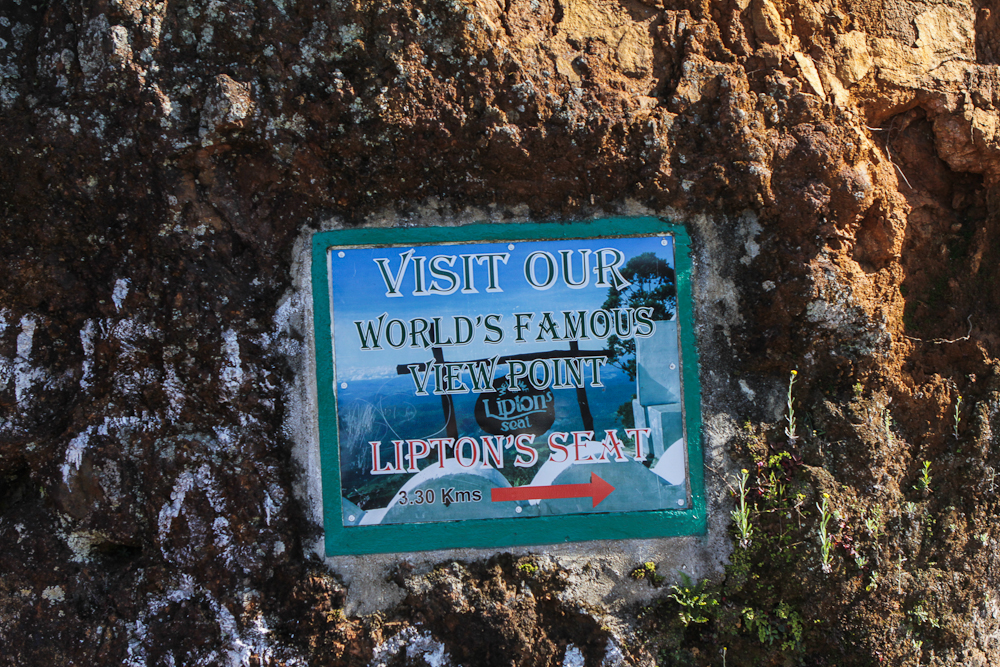 VISIT OUR
WORLD'S FAMOUS
VIEW POINT
Lipton's
seat
LIPTON'S SEAT
3.30 Kms